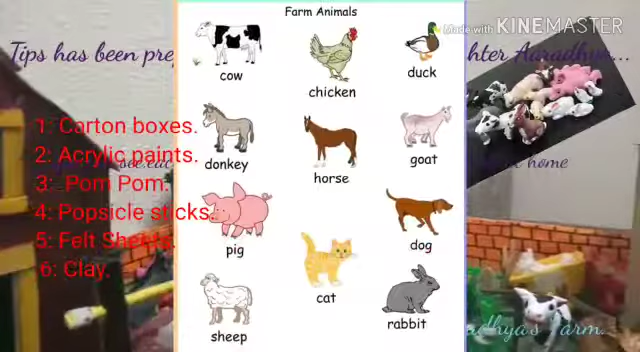 Farm Animals
Made with KINEMASTER
Tips has been pre
hter Aaradhya...
cow
chicken
duck
1: Carton boxes.
2: Acrylic paints.
3: Pom Pom.
4: Popsicle sticks.
5: Felt Sheets.
6: Clay.
donkey
horse
goat
home
pig
dog
cat
sheep
rabbit
adhya's Farm